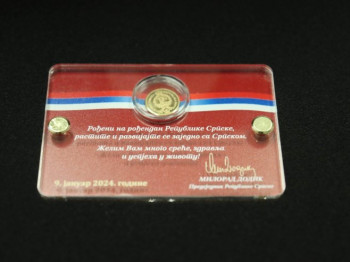 Рођени на рођендан Републике Српске,
растите и развијајте се заједно са Српском.
Желим Вам много среће, здравља
и успјеха у животу!
9. јануар 2024. године
МИЛОРАД ДОДИК
Предсједник Републике Српске